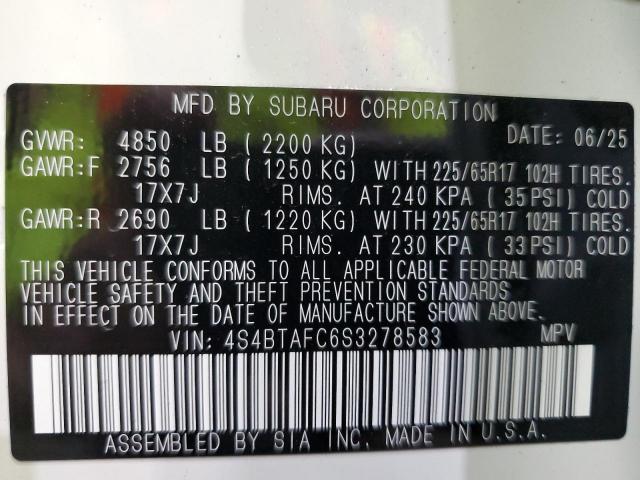 MFD BY SUBARU CORPORATION
GVWR: 4850 LB ( 2200 KG) DATE: 06/25
GAWR:F 2756 LB ( 1250 KG) WITH 225/65R17 102H TIRES.
17X7J RIMS. AT 240 KPA ( 35 PSI) COLD
GAWR:R 2690 LB ( 1220 KG) WITH 225/65R17 102H TIRES.
17X7J RIMS. AT 230 KPA ( 33 PSI) COLD
THIS VEHICLE CONFORMS TO ALL APPLICABLE FEDERAL MOTOR
VEHICLE SAFETY AND THEFT PREVENTION STANDARDS
IN EFFECT ON THE DATE OF MANUFACTURE SHOWN ABOVE.
VIN: 4S4BTAFC6S3278583 MPV
ASSEMBLED BY SIA INC. MADE IN U.S.A.